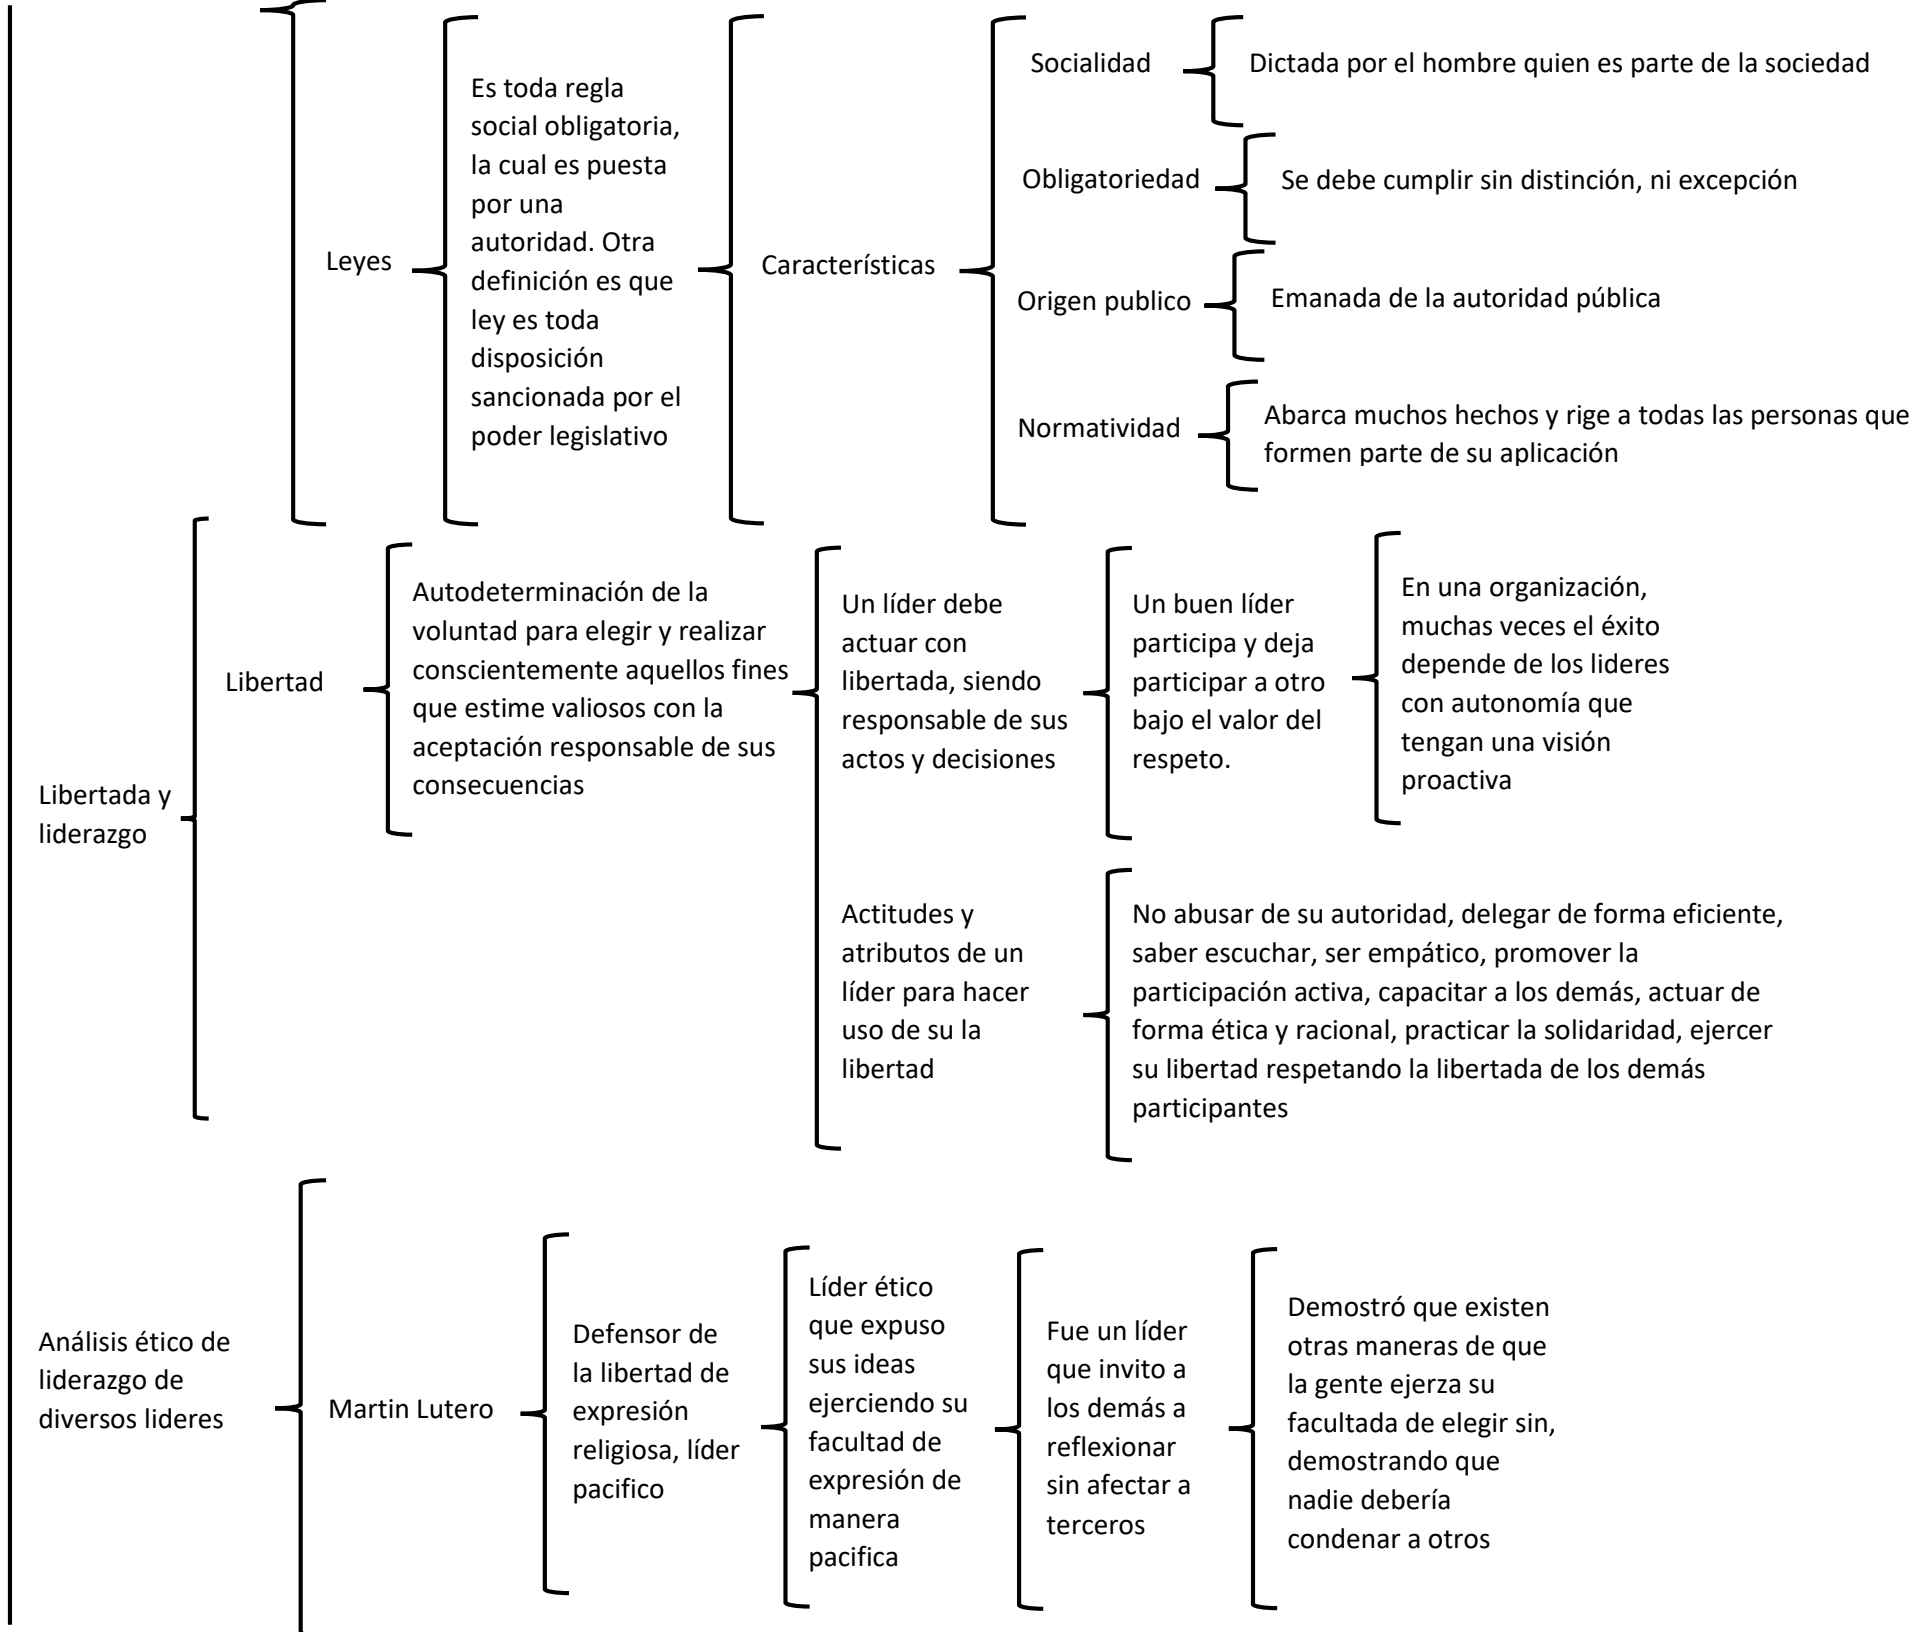 Leyes
Es toda regla
social obligatoria,
la cual es puesta
por una
autoridad. Otra
definición es que
ley es toda
disposición
sancionada por el
poder legislativo
Características
Socialidad
Dictada por el hombre quien es parte de la sociedad
Obligatoriedad
Se debe cumplir sin distinción, ni excepción
Origen publico
Emanada de la autoridad pública
Normatividad
Abarca muchos hechos y rige a todas las personas que
formen parte de su aplicación
Libertada y
liderazgo
Libertad
Autodeterminación de la
voluntad para elegir y realizar
conscientemente aquellos fines
que estime valiosos con la
aceptación responsable de sus
consecuencias
Un líder debe
actuar con
libertada, siendo
responsable de sus
actos y decisiones
Un buen líder
participa y deja
participar a otro
bajo el valor del
respeto.
En una organización,
muchas veces el éxito
depende de los lideres
con autonomía que
tengan una visión
proactiva
Actitudes y
atributos de un
líder para hacer
uso de su la
libertad
No abusar de su autoridad, delegar de forma eficiente,
saber escuchar, ser empático, promover la
participación activa, capacitar a los demás, actuar de
forma ética y racional, practicar la solidaridad, ejercer
su libertad respetando la libertada de los demás
participantes
Análisis ético de
liderazgo de
diversos lideres
Martin Lutero
Defensor de
la libertad de
expresión
religiosa, líder
pacifico
Líder ético
que expuso
sus ideas
ejerciendo su
facultad de
expresión de
manera
pacifica
Fue un líder
que invito a
los demás a
reflexionar
sin afectar a
terceros
Demostró que existen
otras maneras de que
la gente ejerza su
facultada de elegir sin,
demostrando que
nadie debería
condenar a otros